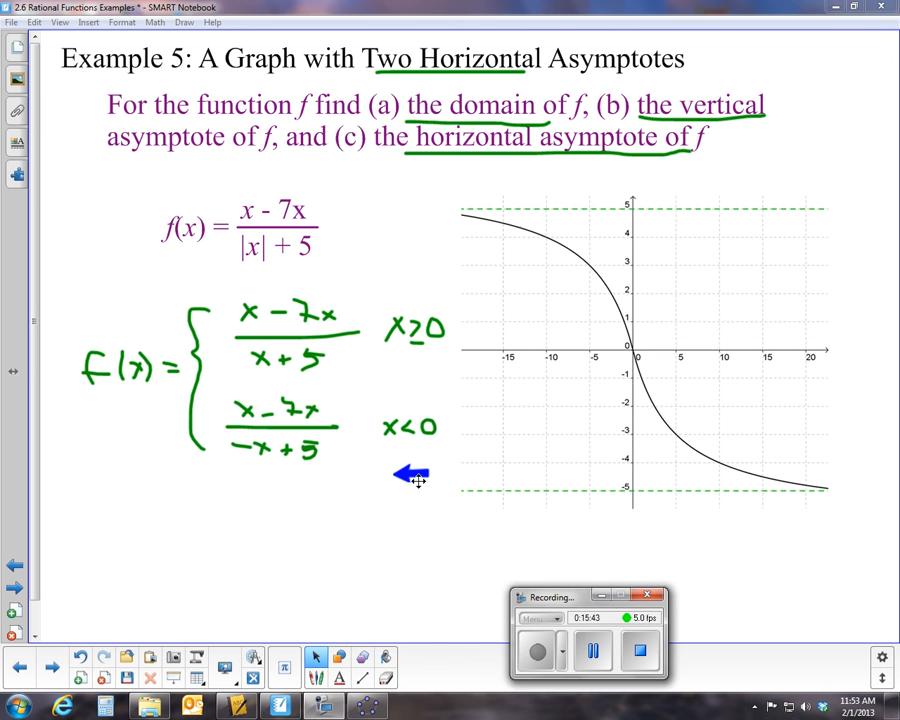 2.6 Rational Functions Examples * - SMART Notebook
File Edit View Insert Format Math Draw Help
Example 5: A Graph with Two Horizontal Asymptotes
For the function f find (a) the domain of f, (b) the vertical
asymptote of f, and (c) the horizontal asymptote of f
f(x) = x - 7x
|x| + 5
f(x) =
x - 7x x ≥ 0
x + 5
x - 7x x < 0
-x + 5
5
4
3
2
1
0
-15 -10 -5 0 5 10 15 20
-1
-2
-3
-4
-5
Recording...
Menu 0:15:43 5.0 fps
π
A
11:53 AM
2/1/2013